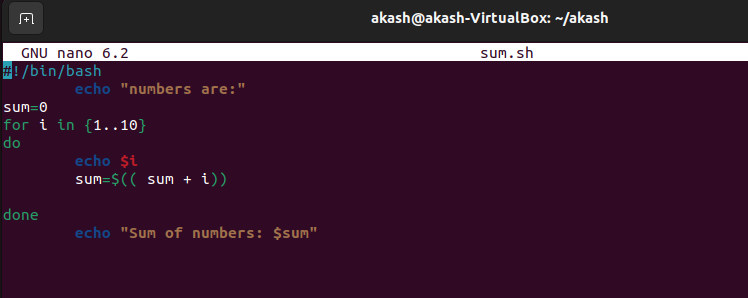 akash@akash-VirtualBox: ~/akash
GNU nano 6.2 sum.sh
#!/bin/bash
echo "numbers are:"
sum=0
for i in {1..10}
do
echo $i
sum=$(( sum + i))
done
echo "Sum of numbers: $sum"